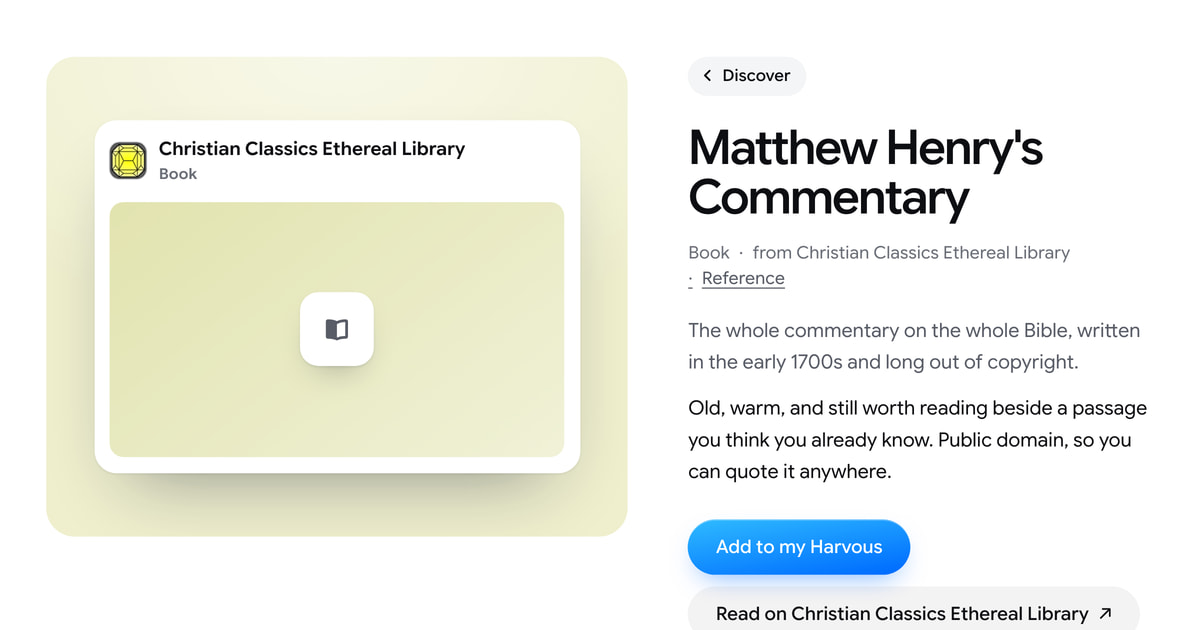 Christian Classics Ethereal Library
Book
Discover
Matthew Henry's
Commentary
Book · from Christian Classics Ethereal Library
· Reference
The whole commentary on the whole Bible, written
in the early 1700s and long out of copyright.
Old, warm, and still worth reading beside a passage
you think you already know. Public domain, so you
can quote it anywhere.
Add to my Harvous
Read on Christian Classics Ethereal Library